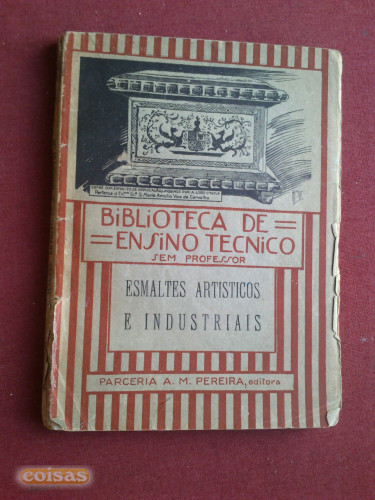 BIBLIOTECA DE
ENSINO TECNICO
SEM PROFESSOR
ESMALTES ARTISTICOS
E INDUSTRIAIS
PARCERIA A. M. PEREIRA, editora
coisas